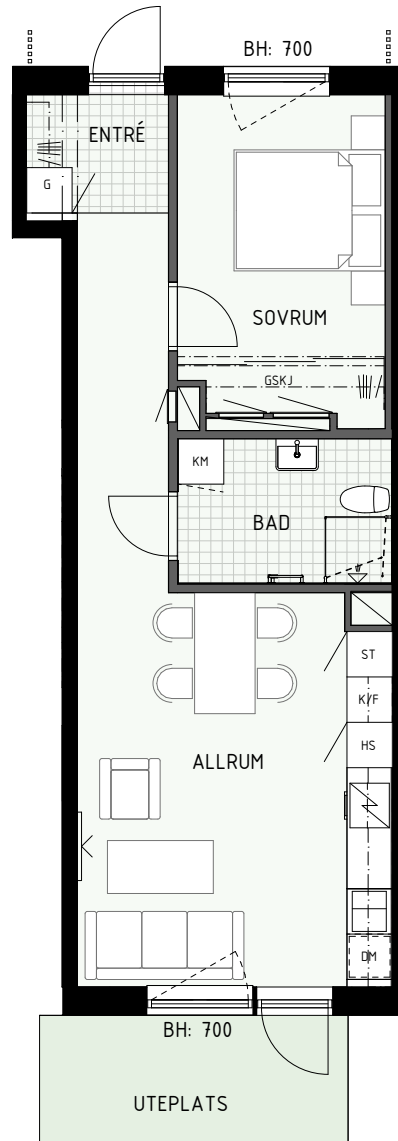 BH: 700
ENTRÉ
G
SOVRUM
GSKJ
KM
BAD
ST
K/F
HS
ALLRUM
DM
BH: 700
UTEPLATS